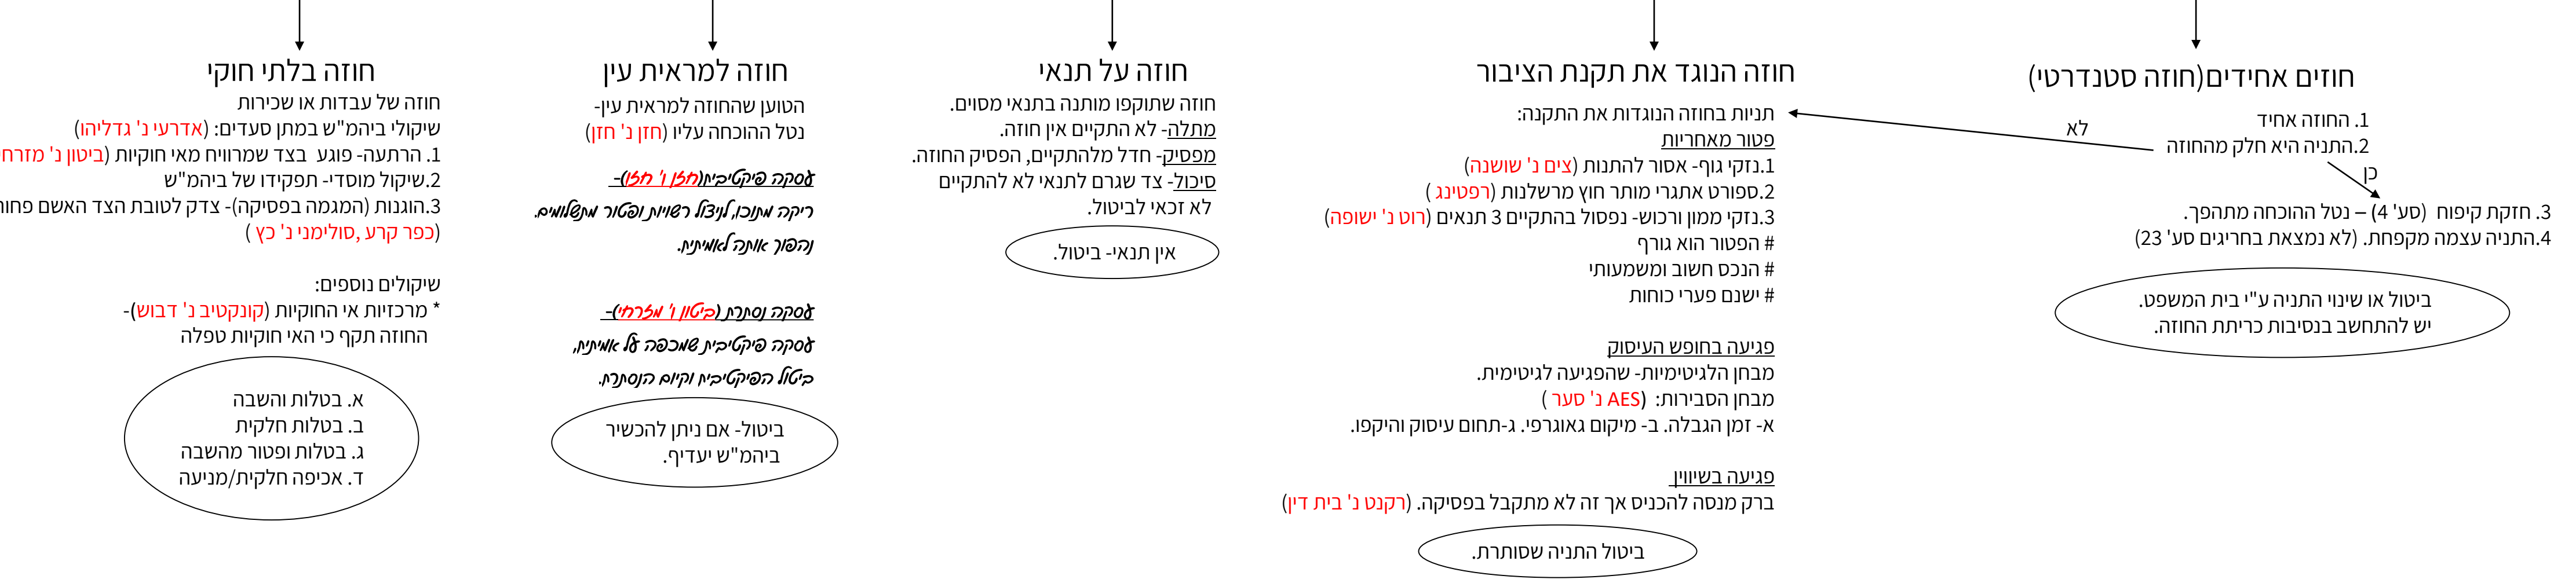 חוזים אחידים(חוזה סטנדרטי)
1. החוזה אחיד
2.התניה היא חלק מהחוזה
לא
כן
3. חזקת קיפוח (סע' 4) – נטל ההוכחה מתהפך.
4.התניה עצמה מקפחת. (לא נמצאת בחריגים סע' 23)
ביטול או שינוי התניה ע"י בית המשפט.
יש להתחשב בנסיבות כריתת החוזה.
חוזה הנוגד את תקנת הציבור
תניות בחוזה הנוגדות את התקנה:
פטור מאחריות
1.נזקי גוף- אסור להתנות (צים נ' שושנה)
2.ספורט אתגרי מותר חוץ מרשלנות (רפטינג )
3.נזקי ממון ורכוש- נפסול בהתקיים 3 תנאים (רוט נ' ישופה)
# הפטור הוא גורף
# הנכס חשוב ומשמעותי
# ישנם פערי כוחות
פגיעה בחופש העיסוק
מבחן הלגיטימיות- שהפגיעה לגיטימית.
מבחן הסבירות: (AES נ' סער )
א- זמן הגבלה. ב- מיקום גאוגרפי. ג-תחום עיסוק והיקפו.
פגיעה בשיווין
ברק מנסה להכניס אך זה לא מתקבל בפסיקה. (רקנט נ' בית דין)
ביטול התניה שסותרת.
חוזה על תנאי
חוזה שתוקפו מותנה בתנאי מסוים.
מתלה- לא התקיים אין חוזה.
מפסיק- חדל מלהתקיים, הפסיק החוזה.
סיכול- צד שגרם לתנאי לא להתקיים
לא זכאי לביטול.
אין תנאי- ביטול.
חוזה למראית עין
הטוען שהחוזה למראית עין-
נטל ההוכחה עליו (חזן נ' חזן)
עסקה פיקטיבית(חזן נ' חזן)-
ריקה מתוכן, לניצול רשויות ופטור מתשלומים.
נהפוך אותה לאמיתית.
עסקה נסתרת (ביטון נ' מזרחי)-
עסקה פיקטיבית שמכפה על אמיתית,
ביטול הפיקטיבית וקיום הנסתרת.
ביטול- אם ניתן להכשיר
ביהמ"ש יעדיף.
חוזה בלתי חוקי
חוזה של עבדות או שכירות
שיקולי ביהמ"ש במתן סעדים: (אדרעי נ' גדליהו)
1. הרתעה- פוגע בצד שמרוויח מאי חוקיות (ביטון נ' מזרח
2.שיקול מוסדי- תפקידו של ביהמ"ש
3.הוגנות (המגמה בפסיקה)- צדק לטובת הצד האשם פחות
(כפר קרע ,סולימני נ' כץ )
שיקולים נוספים:
* מרכזיות אי החוקיות (קונקטיב נ' דבוש)-
החוזה תקף כי האי חוקיות טפלה
א. בטלות והשבה
ב. בטלות חלקית
ג. בטלות ופטור מהשבה
ד. אכיפה חלקית/מניעה